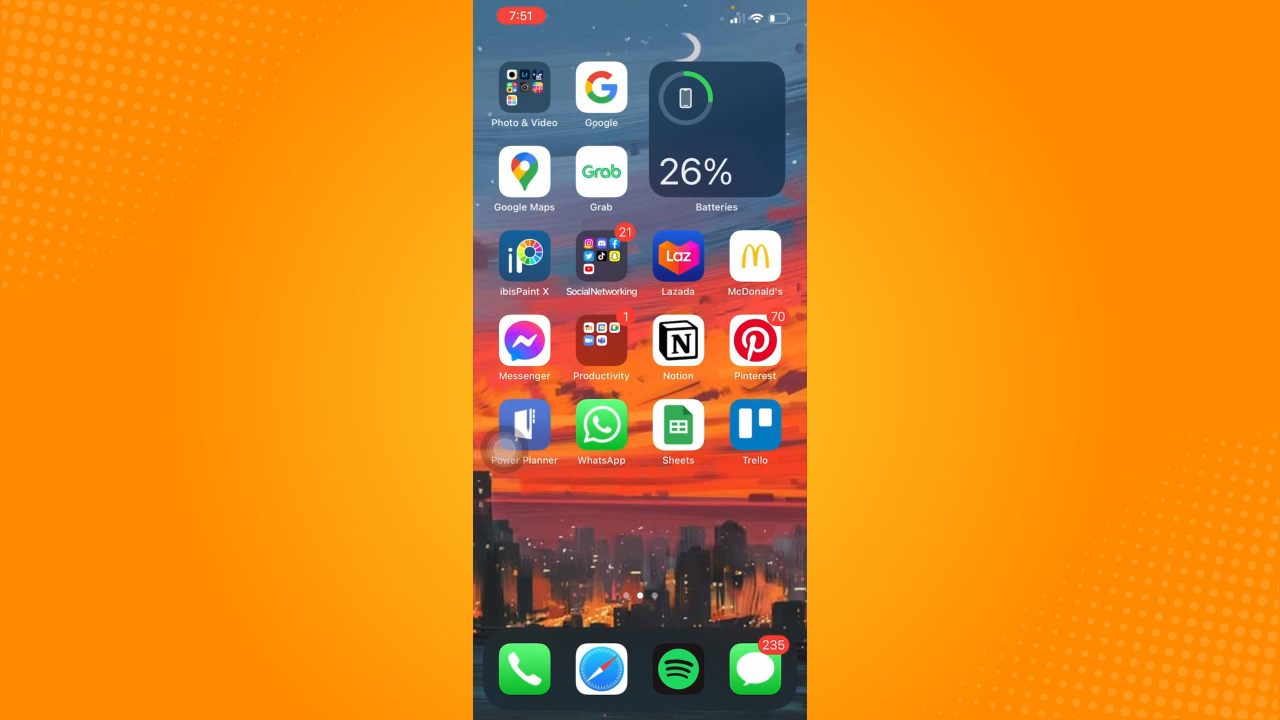 7:51
Photo & Video
Google
26%
Google Maps
Grab
Grab
Batteries
21
iP
Laz
ibisPaint X
SocialNetworking
Lazada
McDonald's
1
70
N
Messenger
Productivity
Notion
Pinterest
Power Planner
WhatsApp
Sheets
Trello
235